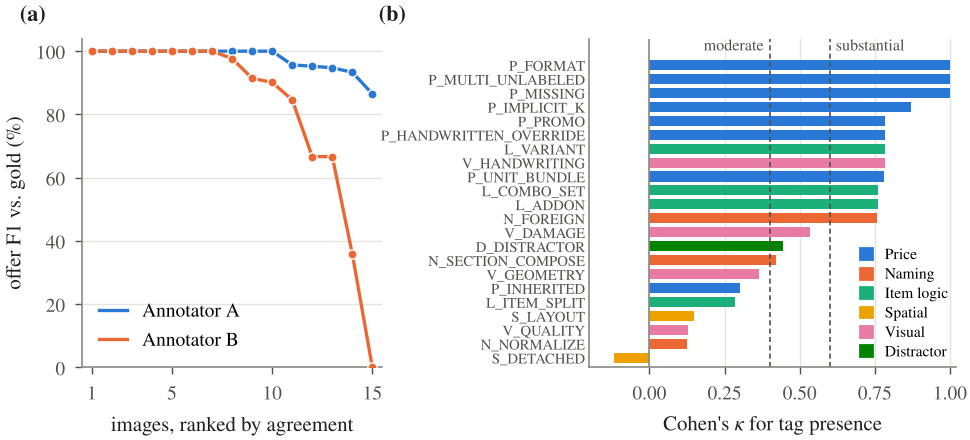 (a)
100
80
60
40
20
0
offer F1 vs. gold (%)
Annotator A
Annotator B
1
5
10
15
images, ranked by agreement
(b)
moderate
substantial
P_FORMAT
P_MULTI_UNLABELED
P_MISSING
P_IMPLICIT_K
P_PROMO
P_HANDWRITTEN_OVERRIDE
L_VARIANT
V_HANDWRITING
P_UNIT_BUNDLE
L_COMBO_SET
L_ADDON
N_FOREIGN
V_DAMAGE
D_DISTRACTOR
N_SECTION_COMPOSE
V_GEOMETRY
P_INHERITED
L_ITEM_SPLIT
S_LAYOUT
V_QUALITY
N_NORMALIZE
S_DETACHED
Price
Naming
Item logic
Spatial
Visual
Distractor
0.00
0.25
0.50
0.75
1.00
Cohen's κ for tag presence